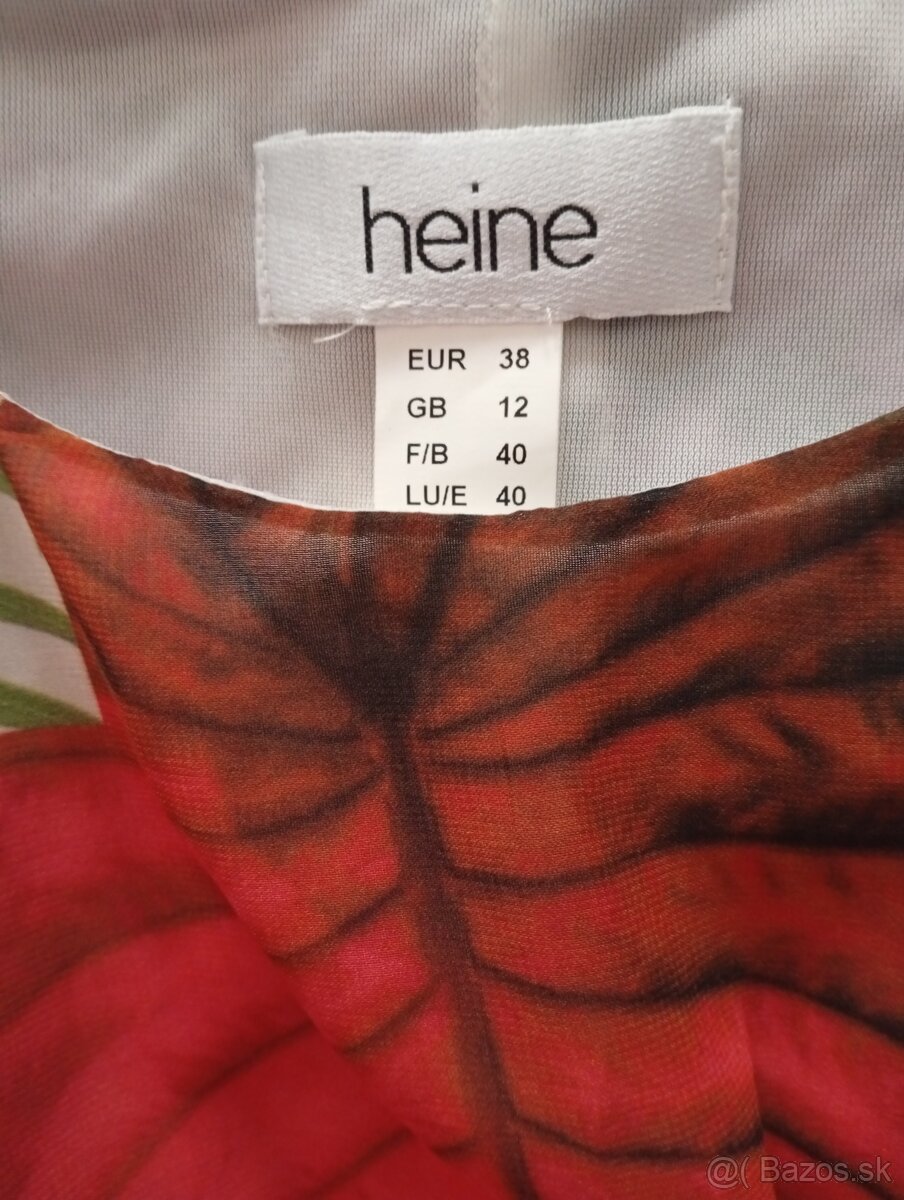 heine
EUR 38
GB 12
F/B 40
LU/E 40
@( Bazos.sk